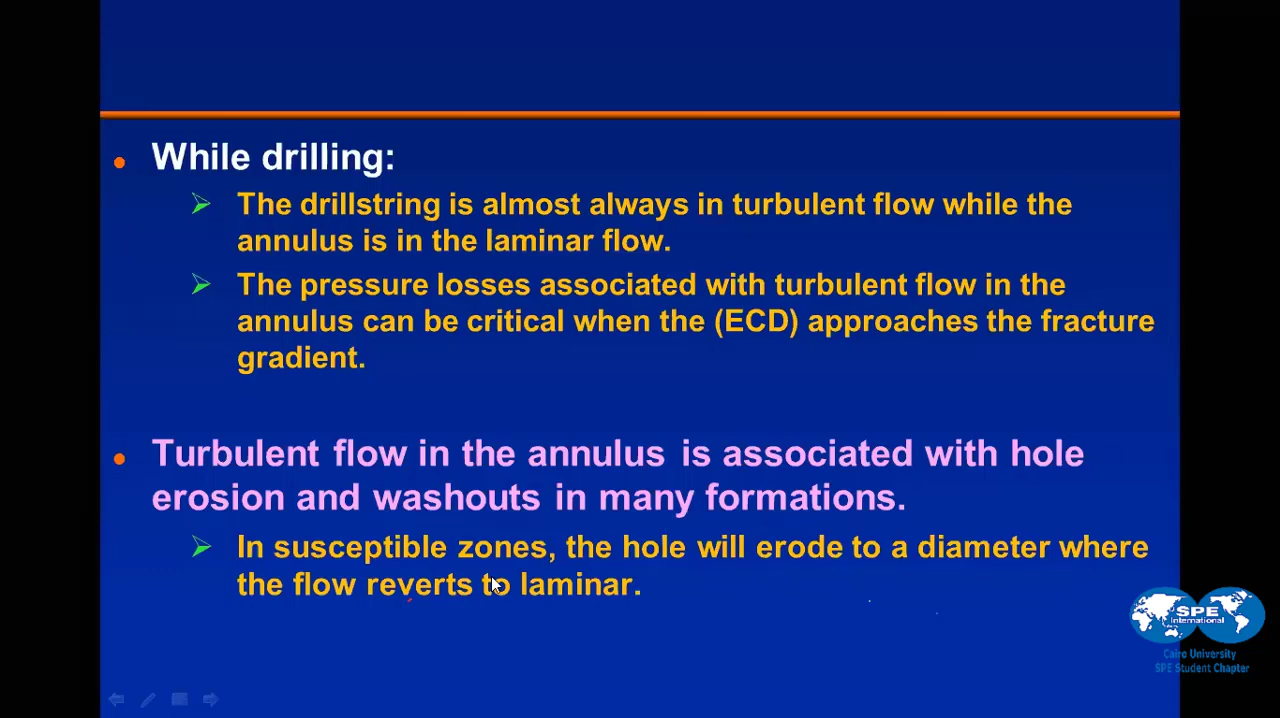 While drilling:
The drillstring is almost always in turbulent flow while the
annulus is in the laminar flow.
The pressure losses associated with turbulent flow in the
annulus can be critical when the (ECD) approaches the fracture
gradient.
Turbulent flow in the annulus is associated with hole
erosion and washouts in many formations.
In susceptible zones, the hole will erode to a diameter where
the flow reverts to laminar.
SPE
International
Cairo University
SPE Student Chapter